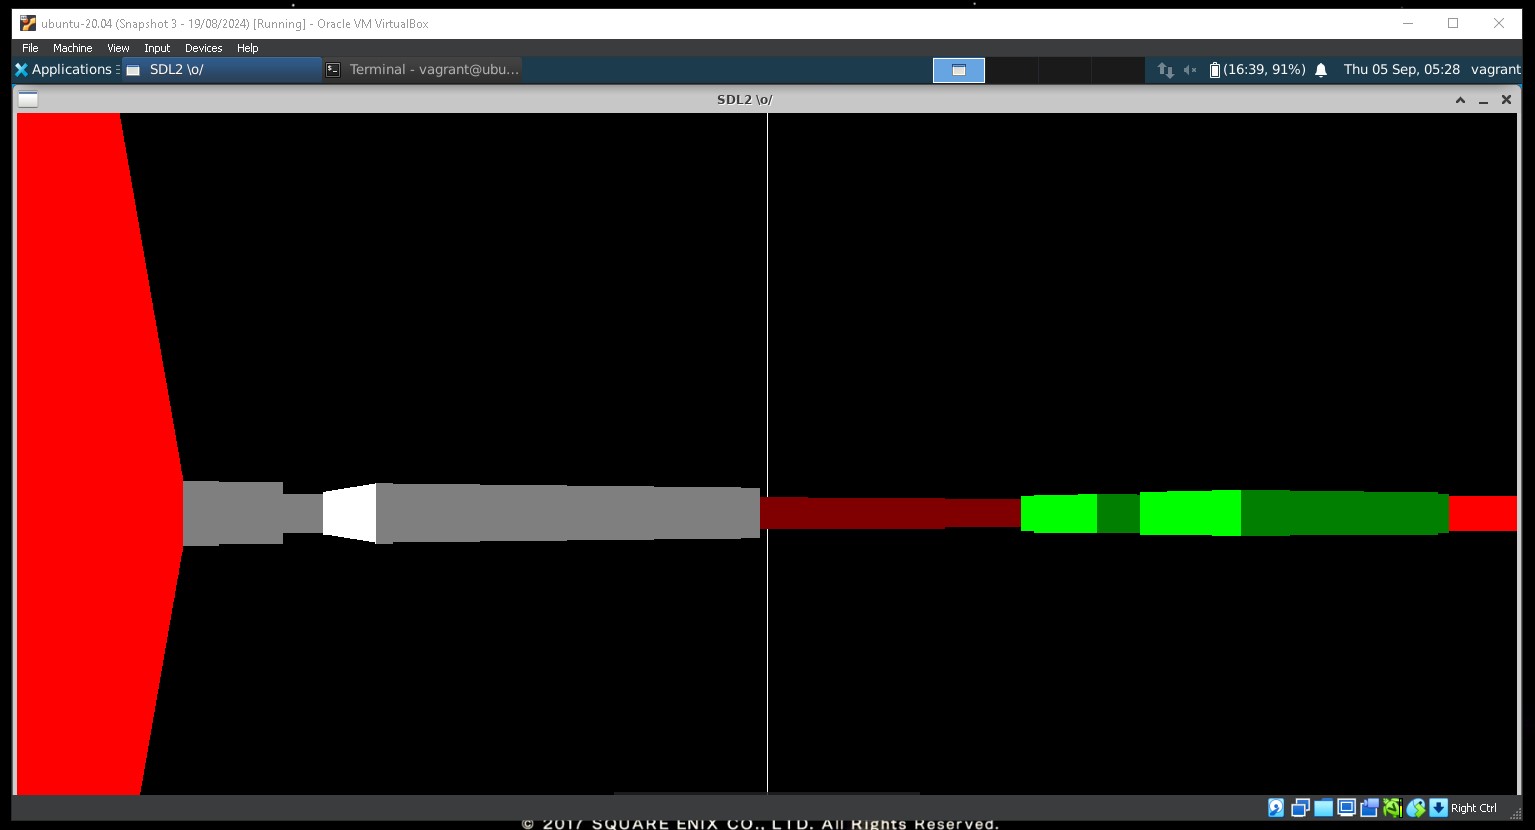 ubuntu-20.04 (Snapshot 3 - 19/08/2024) [Running] - Oracle VM VirtualBox
File Machine View Input Devices Help
Applications SDL2 \o/ Terminal - vagrant@ubu... (16:39, 91%) Thu 05 Sep, 05:28 vagrant
SDL2 \o/
Right Ctrl
© 2017 SQUARE ENIX CO., LTD. All Rights Reserved.